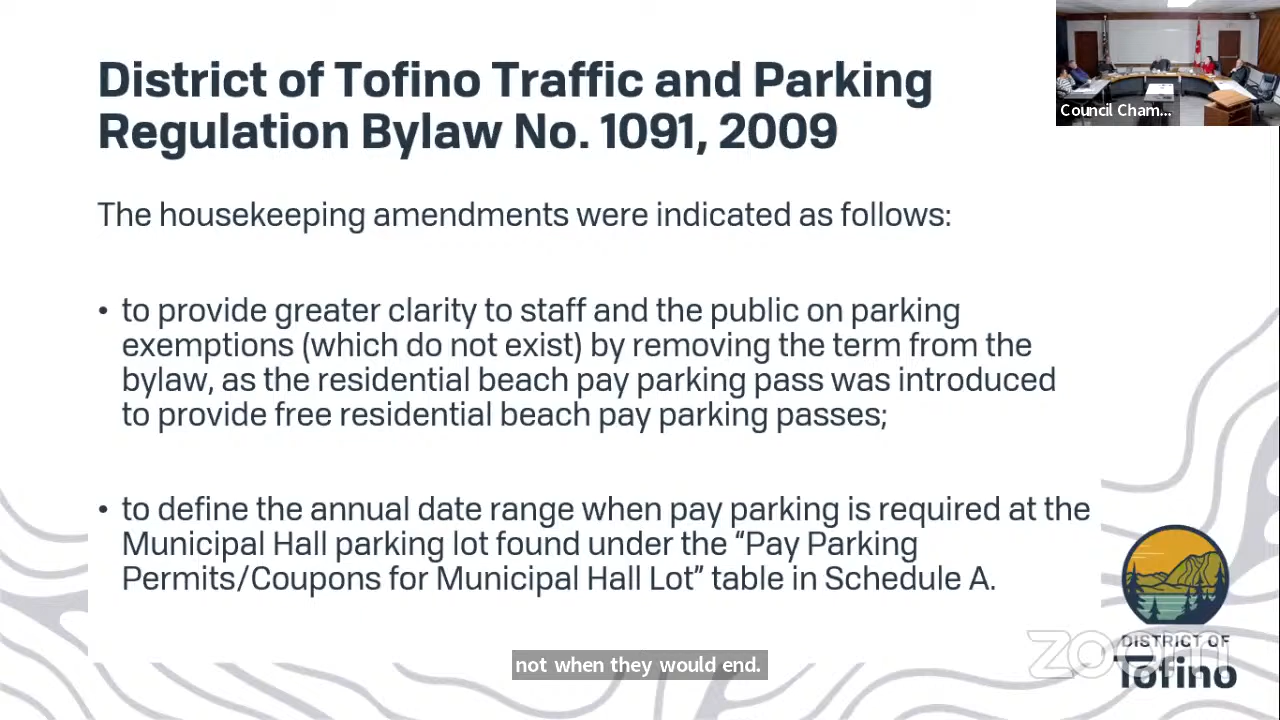 District of Tofino Traffic and Parking
Regulation Bylaw No. 1091, 2009
Council Cham...
The housekeeping amendments were indicated as follows:
• to provide greater clarity to staff and the public on parking
exemptions (which do not exist) by removing the term from the
bylaw, as the residential beach pay parking pass was introduced
to provide free residential beach pay parking passes;
• to define the annual date range when pay parking is required at the
Municipal Hall parking lot found under the “Pay Parking
Permits/Coupons for Municipal Hall Lot” table in Schedule A.
not when they would end.
zoom
DISTRICT OF
Tofino